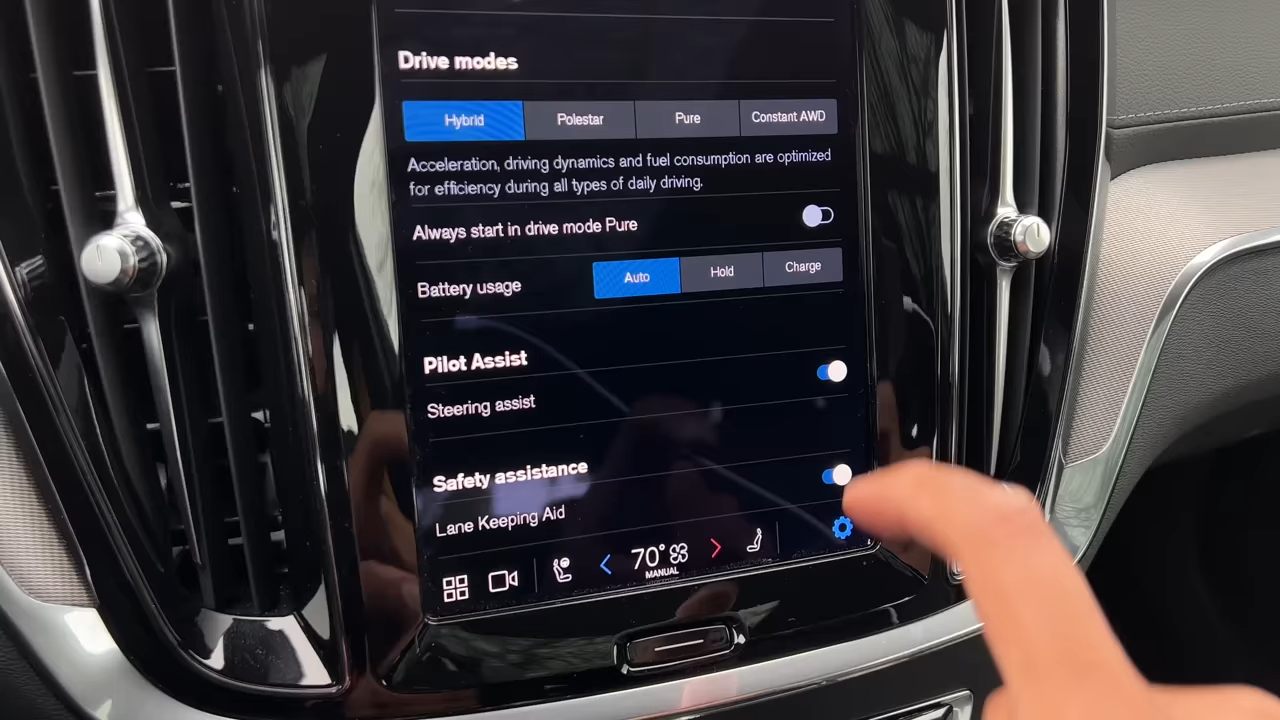 Drive modes
Hybrid Polestar Pure Constant AWD
Acceleration, driving dynamics and fuel consumption are optimized
for efficiency during all types of daily driving.
Always start in drive mode Pure
Battery usage Auto Hold Charge
Pilot Assist
Steering assist
Safety assistance
Lane Keeping Aid
70°
MANUAL